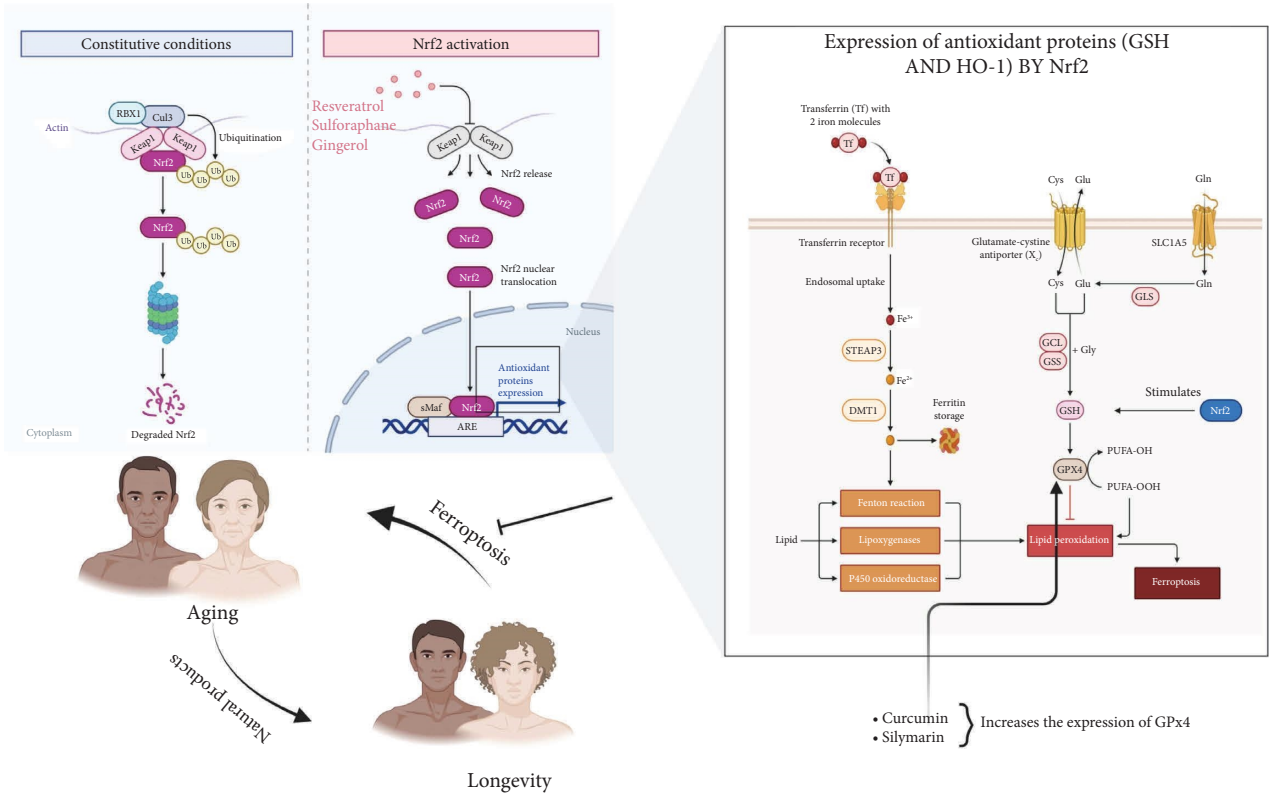 Constitutive conditions
Nrf2 activation
RBX1
Cul3
Actin
Keap1
Keap1
Ubiquitination
Nrf2
Ub
Ub
Ub
Ub
Nrf2
Ub
Ub
Ub
Ub
Degraded Nrf2
Cytoplasm
Resveratrol
Sulforaphane
Gingerol
Keap1
Keap1
Nrf2 release
Nrf2
Nrf2
Nrf2
Nrf2
Nrf2 nuclear
translocation
Nucleus
Antioxidant
proteins
expression
sMaf
Nrf2
ARE
Aging
Ferroptosis
Natural products
Longevity
Expression of antioxidant proteins (GSH
AND HO-1) BY Nrf2
Transferrin (Tf) with
2 iron molecules
Tf
Tf
Transferrin receptor
Endosomal uptake
Fe³⁺
STEAP3
Fe²⁺
DMT1
Ferritin
storage
Cys
Glu
Gln
Glutamate-cystine
antiporter (Xc)
SLC1A5
Cys
Glu
Gln
GLS
GCL
GSS
+ Gly
GSH
Stimulates
Nrf2
GPX4
PUFA-OH
PUFA-OOH
Lipid
Fenton reaction
Lipoxygenases
P450 oxidoreductase
Lipid peroxidation
Ferroptosis
• Curcumin
• Silymarin
Increases the expression of GPx4